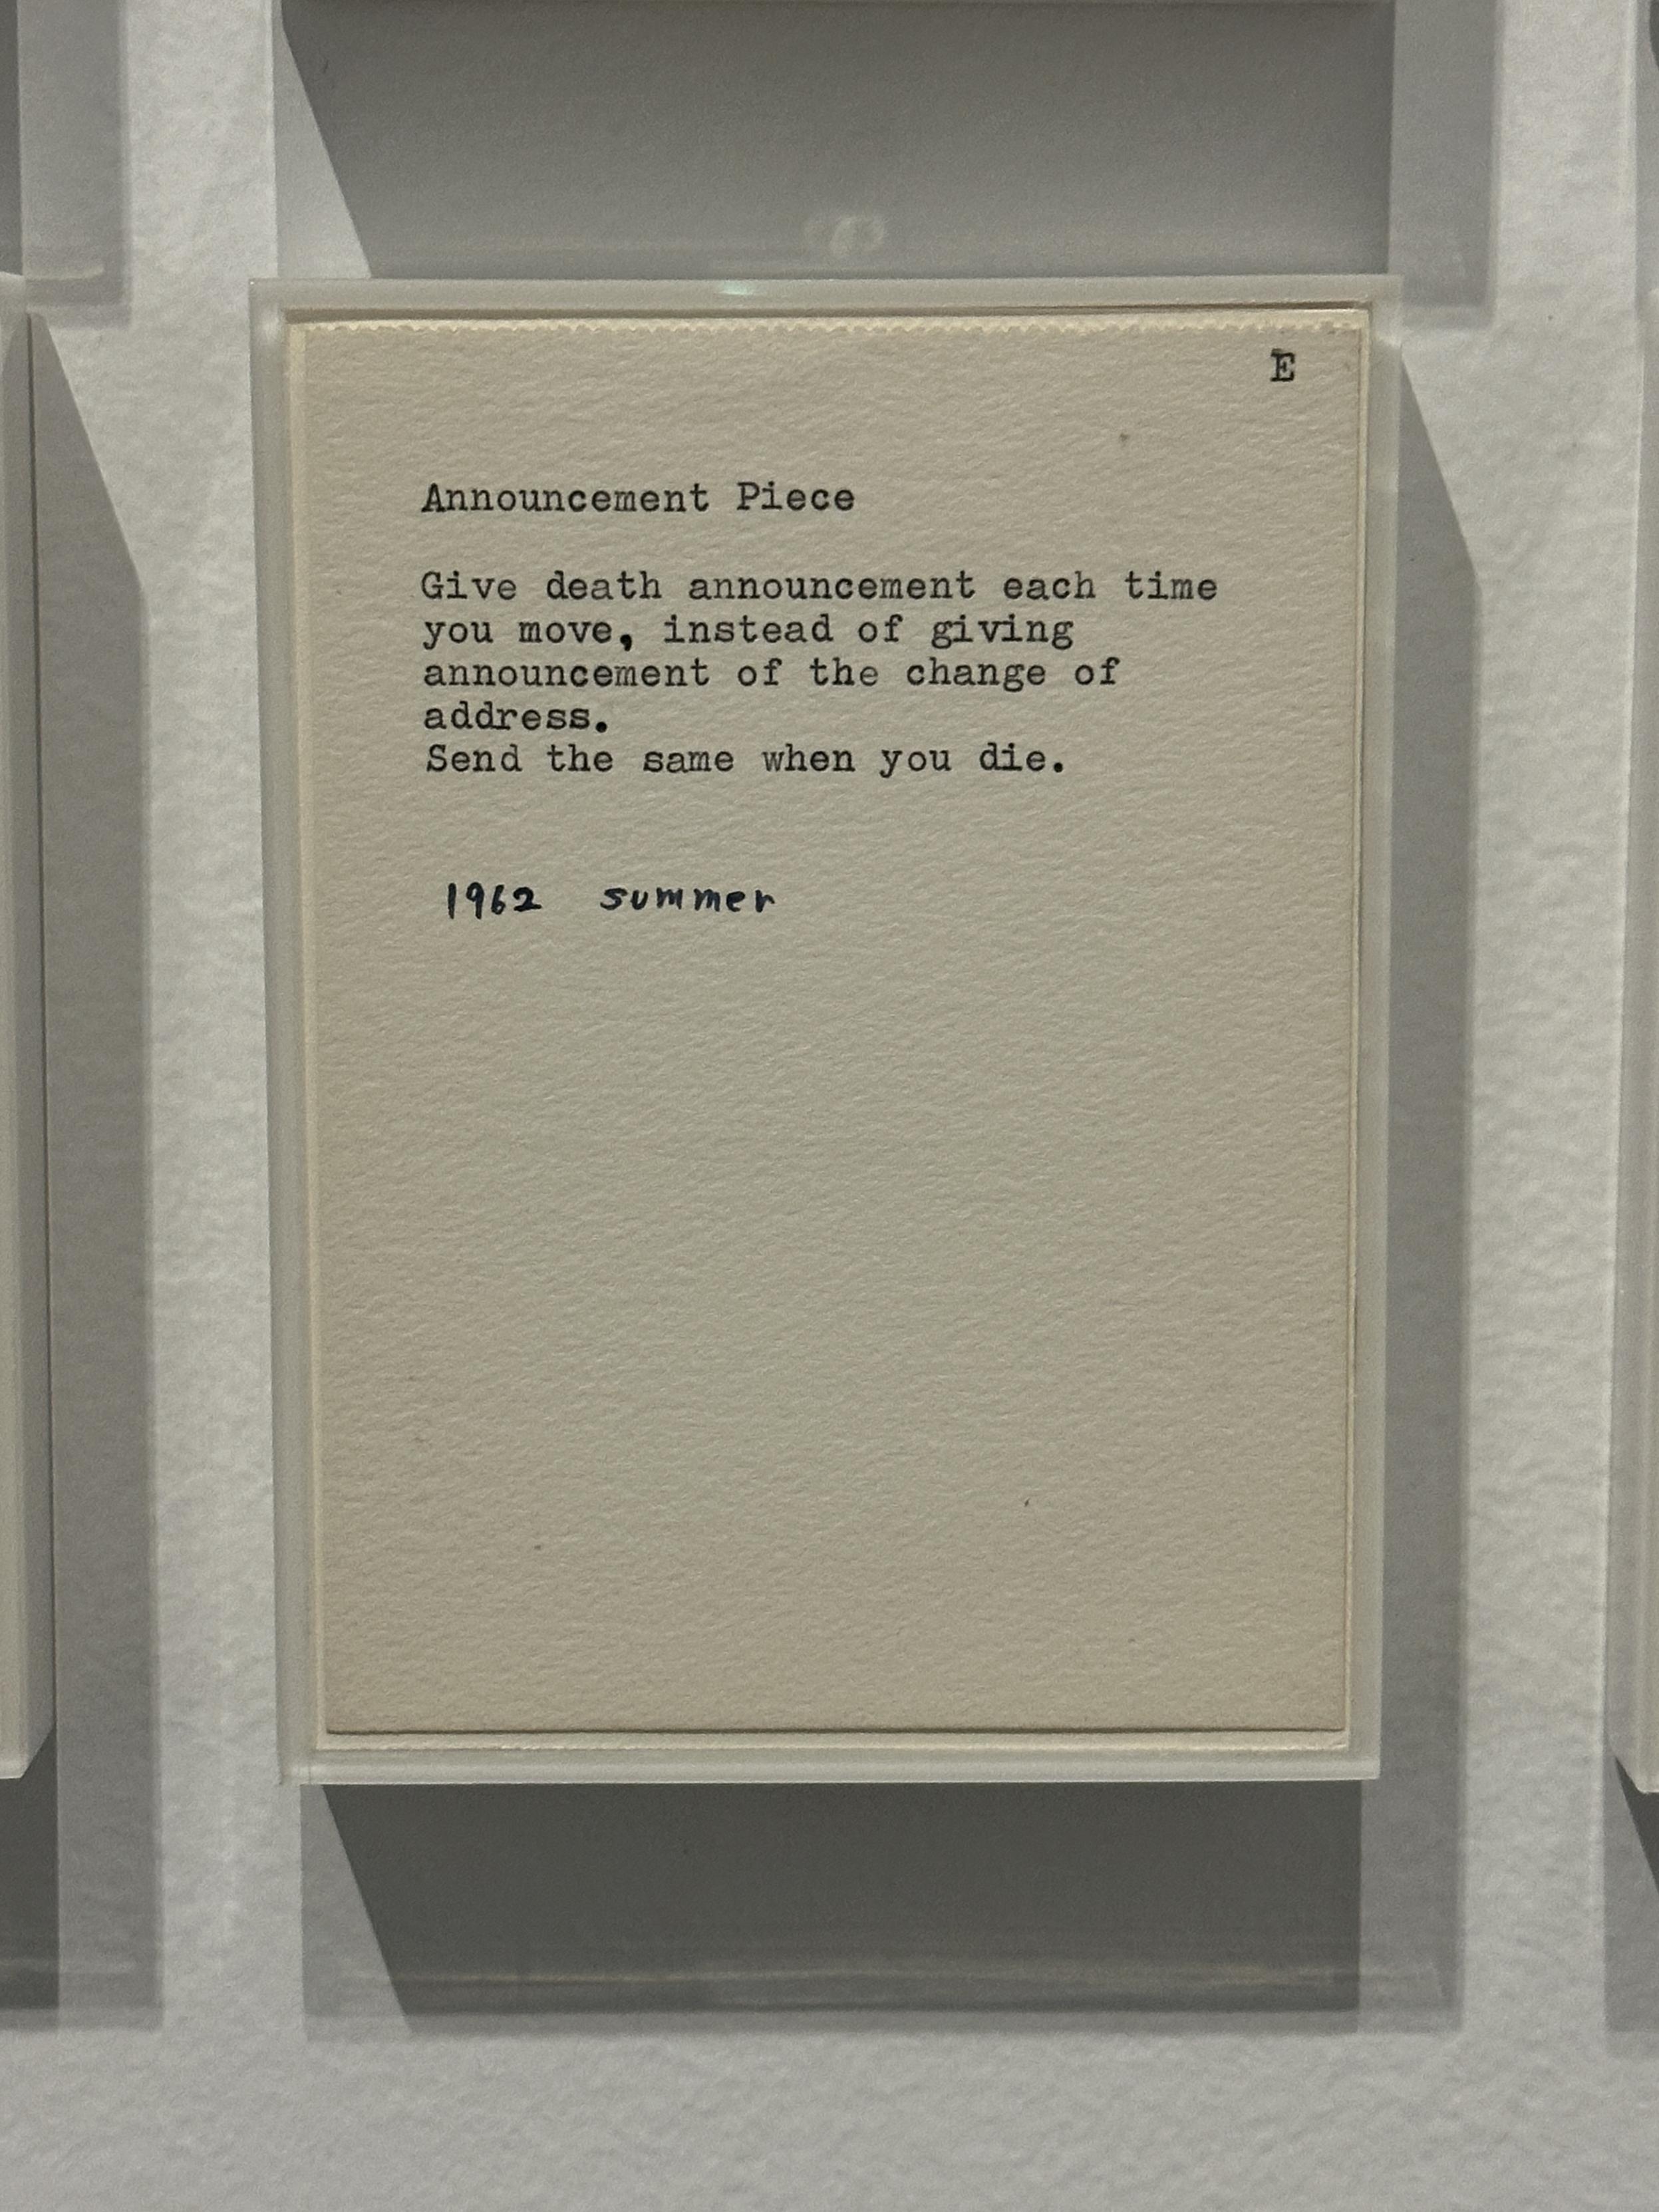 E
Announcement Piece
Give death announcement each time
you move, instead of giving
announcement of the change of
address.
Send the same when you die.
1962 summer